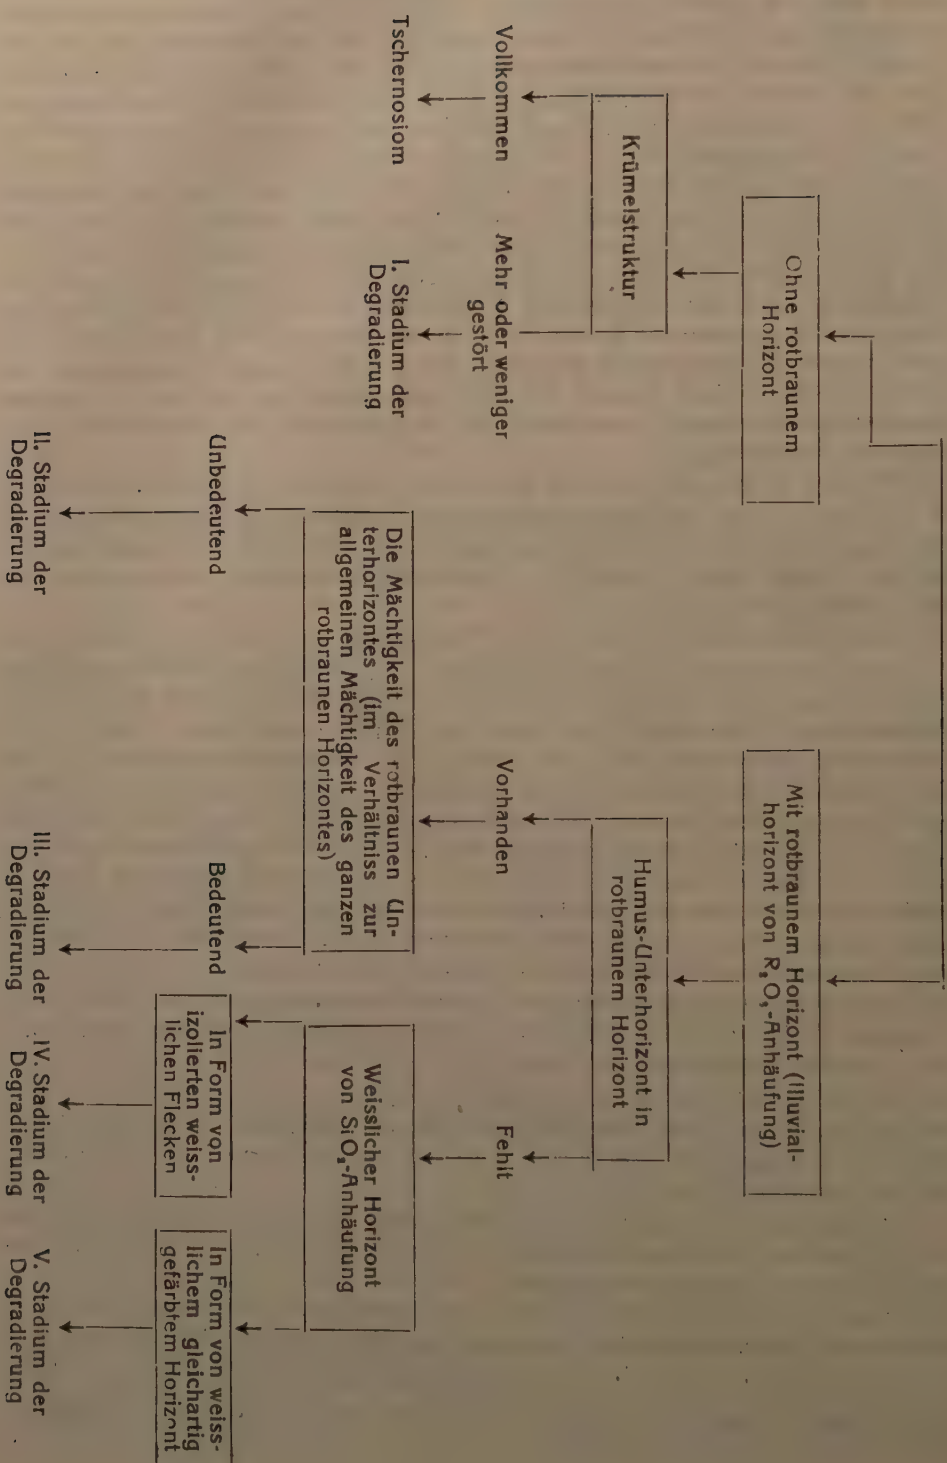 Ohne rotbraunem
Horizont
Mit rotbraunem Horizont (Illuvial-
horizont von R₂O₃-Anhäufung)
Krümelstruktur
Humus-Unterhorizont in
rotbraunem Horizont
Vollkommen
Mehr oder weniger
gestört
Vorhanden
Fehlt
Tschernosiom
I. Stadium der
Degradierung
Die Mächtigkeit des rotbraunen Un-
terhorizontes (im Verhältniss zur
allgemeinen Mächtigkeit des ganzen
rotbraunen Horizontes)
Weisslicher Horizont
von SiO₂-Anhäufung
Unbedeutend
Bedeutend
In Form von
izolierten weiss-
lichen Flecken
In Form von weiss-
lichem gleichartig
gefärbtem Horizont
II. Stadium der
Degradierung
III. Stadium der
Degradierung
IV. Stadium der
Degradierung
V. Stadium der
Degradierung